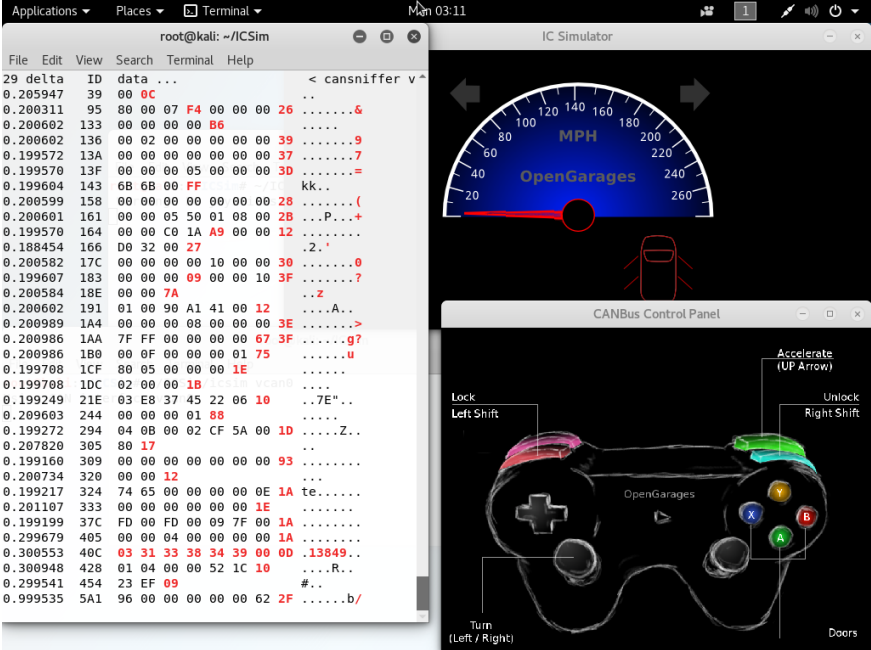 Applications Places Terminal Mon 03:11 1
root@kali: ~/ICSim
File Edit View Search Terminal Help
29 delta ID data ... < cansniffer v
0.205947 39 00 0C ..
0.200311 95 80 00 07 F4 00 00 00 26 .......&
0.200602 133 00 00 00 00 B6 .....
0.200602 136 00 02 00 00 00 00 00 39 .......9
0.199572 13A 00 00 00 00 00 00 00 37 .......7
0.199570 13F 00 00 00 05 00 00 00 3D .......=
0.199604 143 6B 6B 00 FF kk..
0.200599 158 00 00 00 00 00 00 00 28 .......(
0.200601 161 00 00 05 50 01 08 00 2B ...P...+
0.199570 164 00 00 C0 1A A9 00 00 12 ........
0.188454 166 D0 32 00 27 .2.'
0.200582 17C 00 00 00 00 10 00 00 30 .......0
0.199607 183 00 00 00 09 00 00 10 3F .......?
0.200584 18E 00 00 7A ..z
0.200602 191 01 00 90 A1 41 00 12 ....A..
0.200989 1A4 00 00 00 08 00 00 00 3E .......>
0.200986 1AA 7F FF 00 00 00 00 67 3F ......g?
0.200986 1B0 00 0F 00 00 00 01 75 ......u
0.199708 1CF 80 05 00 00 00 1E ......
0.199708 1DC 02 00 00 1B ....
0.199249 21E 03 E8 37 45 22 06 10 ..7E"..
0.209603 244 00 00 00 01 88 .....
0.199272 294 04 0B 00 02 CF 5A 00 1D .....Z..
0.207820 305 80 17 ..
0.199160 309 00 00 00 00 00 00 00 93 ........
0.200734 320 00 00 12 ...
0.199217 324 74 65 00 00 00 00 0E 1A te......
0.201107 333 00 00 00 00 00 00 1E .......
0.199199 37C FD 00 FD 00 09 7F 00 1A ........
0.299679 405 00 00 04 00 00 00 00 1A ........
0.300553 40C 03 31 33 38 34 39 00 0D .13849..
0.300948 428 01 04 00 00 52 1C 10 ....R..
0.299541 454 23 EF 09 #..
0.999535 5A1 96 00 00 00 00 00 62 2F ......b/
IC Simulator
20 40 60 80 100 120 140 160 180 200 220 240 260
MPH
OpenGarages
CANBus Control Panel
Accelerate
(UP Arrow)
Lock
Left Shift
Unlock
Right Shift
OpenGarages
Y
X
B
A
Turn
(Left / Right)
Doors